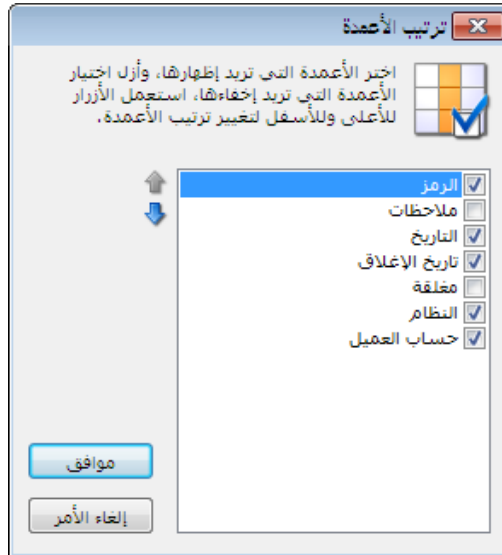 ترتيب الأعمدة
اختر الأعمدة التي تريد إظهارها، وأزل اختيار
الأعمدة التي تريد إخفاءها، استعمل الأزرار
للأعلى وللأسفل لتغيير ترتيب الأعمدة.
الرمز
ملاحظات
التاريخ
تاريخ الإغلاق
مغلقة
النظام
حساب العميل
موافق
إلغاء الأمر